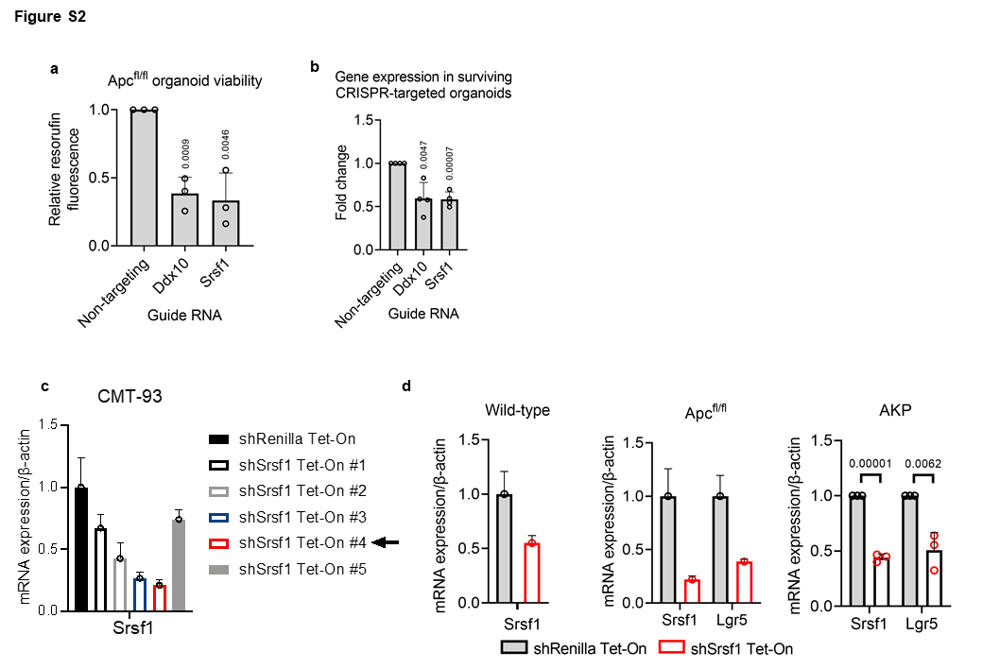 Figure S2
a
Apcfl/fl organoid viability
Relative resorufin
fluorescence
1.0
0.5
0.0
0.0009
0.0046
Non-targeting
Ddx10
Srsf1
Guide RNA
b
Gene expression in surviving
CRISPR-targeted organoids
Fold change
1.5
1.0
0.5
0.0
0.0047
0.00007
Non-targeting
Ddx10
Srsf1
Guide RNA
c
CMT-93
mRNA expression/β-actin
1.5
1.0
0.5
0.0
Srsf1
shRenilla Tet-On
shSrsf1 Tet-On #1
shSrsf1 Tet-On #2
shSrsf1 Tet-On #3
shSrsf1 Tet-On #4
shSrsf1 Tet-On #5
d
Wild-type
mRNA expression/β-actin
1.5
1.0
0.5
0.0
Srsf1
Apcfl/fl
mRNA expression/β-actin
1.5
1.0
0.5
0.0
Srsf1 Lgr5
AKP
mRNA expression/β-actin
1.5
1.0
0.5
0.0
0.00001 0.0062
Srsf1 Lgr5
shRenilla Tet-On shSrsf1 Tet-On